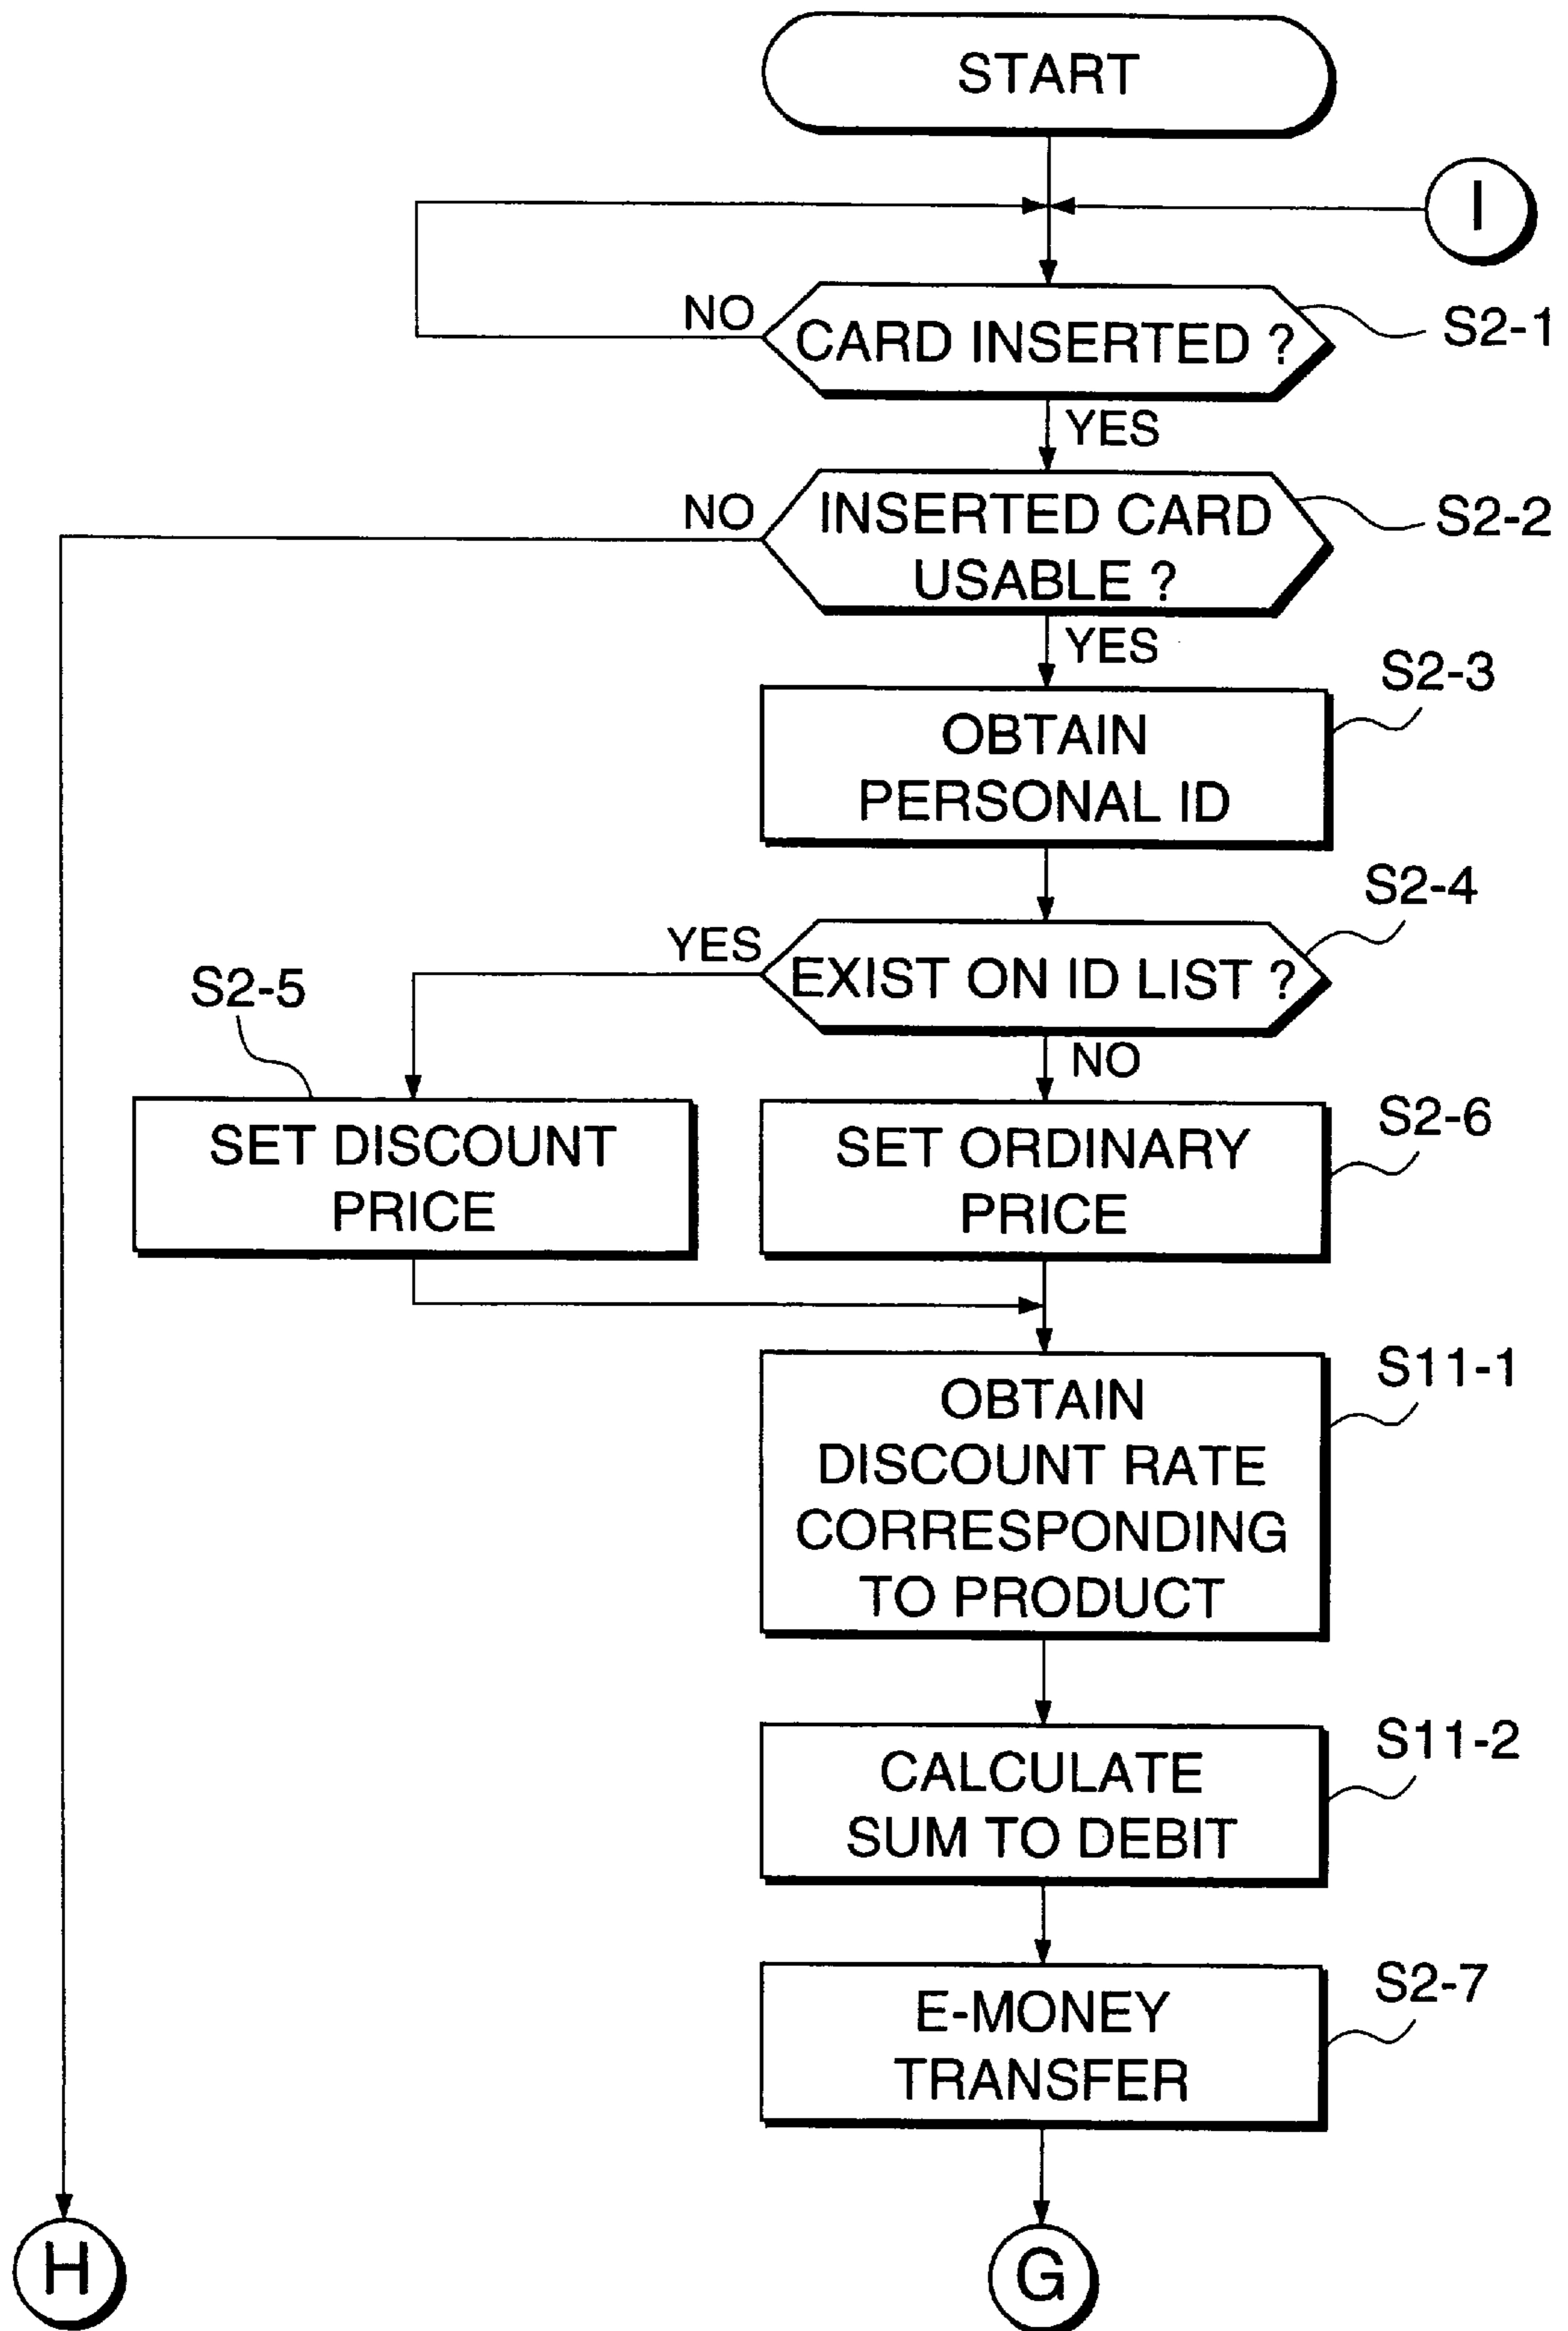 START
I
NO
CARD INSERTED ?
S2-1
YES
NO
INSERTED CARD
USABLE ?
S2-2
YES
S2-3
OBTAIN
PERSONAL ID
S2-4
YES
EXIST ON ID LIST ?
S2-5
NO
SET DISCOUNT
PRICE
SET ORDINARY
PRICE
S2-6
S11-1
OBTAIN
DISCOUNT RATE
CORRESPONDING
TO PRODUCT
S11-2
CALCULATE
SUM TO DEBIT
S2-7
E-MONEY
TRANSFER
H
G